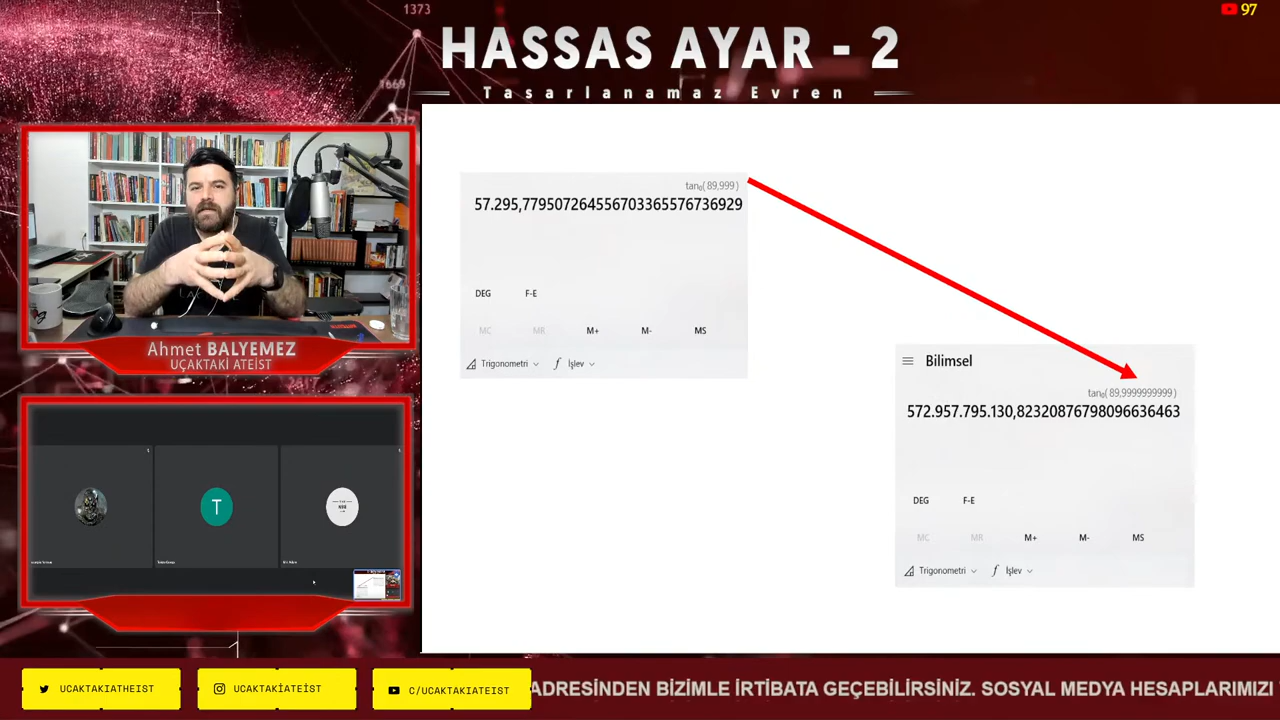 1373
97
HASSAS AYAR - 2
Tasarlanamaz Evren
1669
1717
tan₀( 89,999 )
57.295,779507264556703365576736929
DEG F-E
MC MR M+ M- MS
Trigonometri ƒ İşlev
Ahmet BALYEMEZ
UÇAKTAKİ ATEİST
Bilimsel
tan₀( 89,9999999999 )
572.957.795.130,82320876798096636463
DEG F-E
MC MR M+ M- MS
Trigonometri ƒ İşlev
T
UCAKTAKIATHEIST
UCAKTAKİATEİST
C/UCAKTAKIATEIST
ADRESİNDEN BİZİMLE İRTİBATA GEÇEBİLİRSİNİZ. SOSYAL MEDYA HESAPLARIMIZI